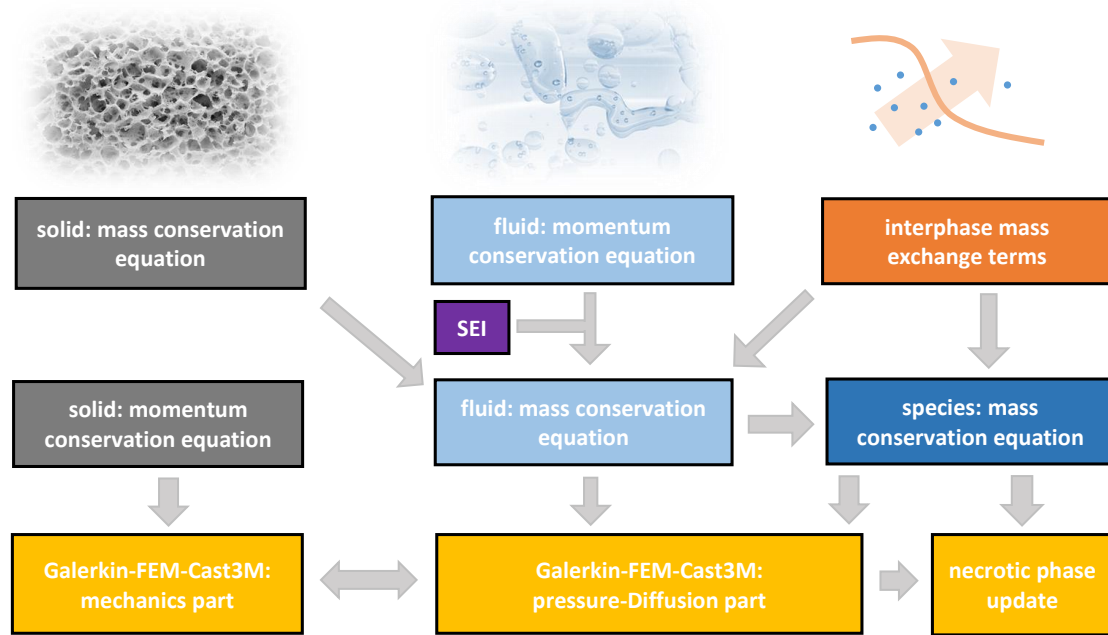 solid: mass conservation
equation
fluid: momentum
conservation equation
interphase mass
exchange terms
SEI
solid: momentum
conservation equation
fluid: mass conservation
equation
species: mass
conservation equation
Galerkin-FEM-Cast3M:
mechanics part
Galerkin-FEM-Cast3M:
pressure-Diffusion part
necrotic phase
update